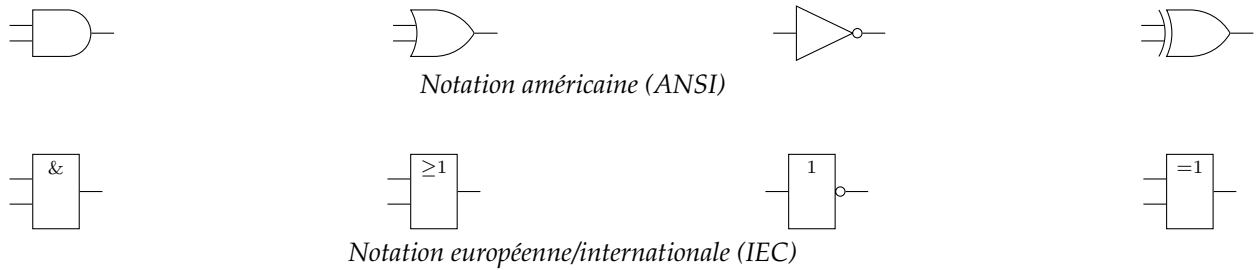 Notation américaine (ANSI)
& ≥1 1 =1
Notation européenne/internationale (IEC)